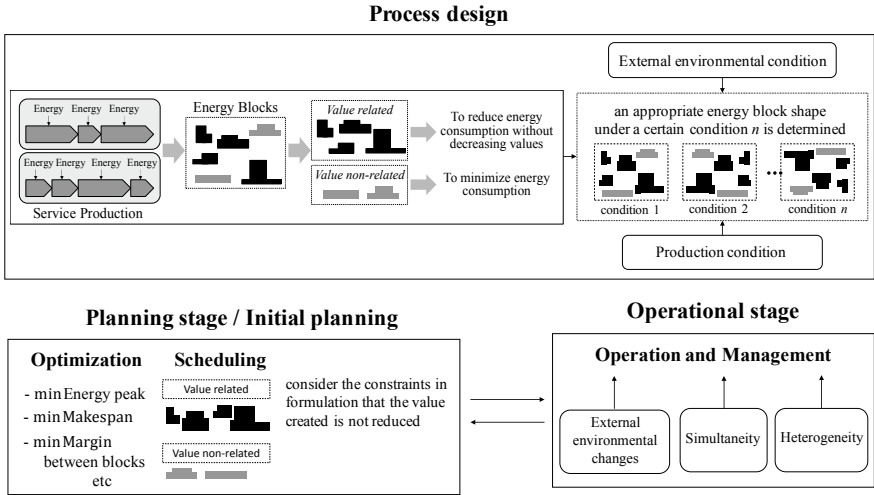 Process design
External environmental condition
Energy Energy Energy
Energy Energy Energy Energy
Service Production
Energy Blocks
Value related
Value non-related
To reduce energy
consumption without
decreasing values
To minimize energy
consumption
an appropriate energy block shape
under a certain condition n is determined
condition 1
condition 2
...
condition n
Production condition
Planning stage / Initial planning
Optimization
- min Energy peak
- min Makespan
- min Margin
between blocks
etc
Scheduling
Value related
Value non-related
consider the constraints in
formulation that the value
created is not reduced
Operational stage
Operation and Management
External
environmental
changes
Simultaneity
Heterogeneity